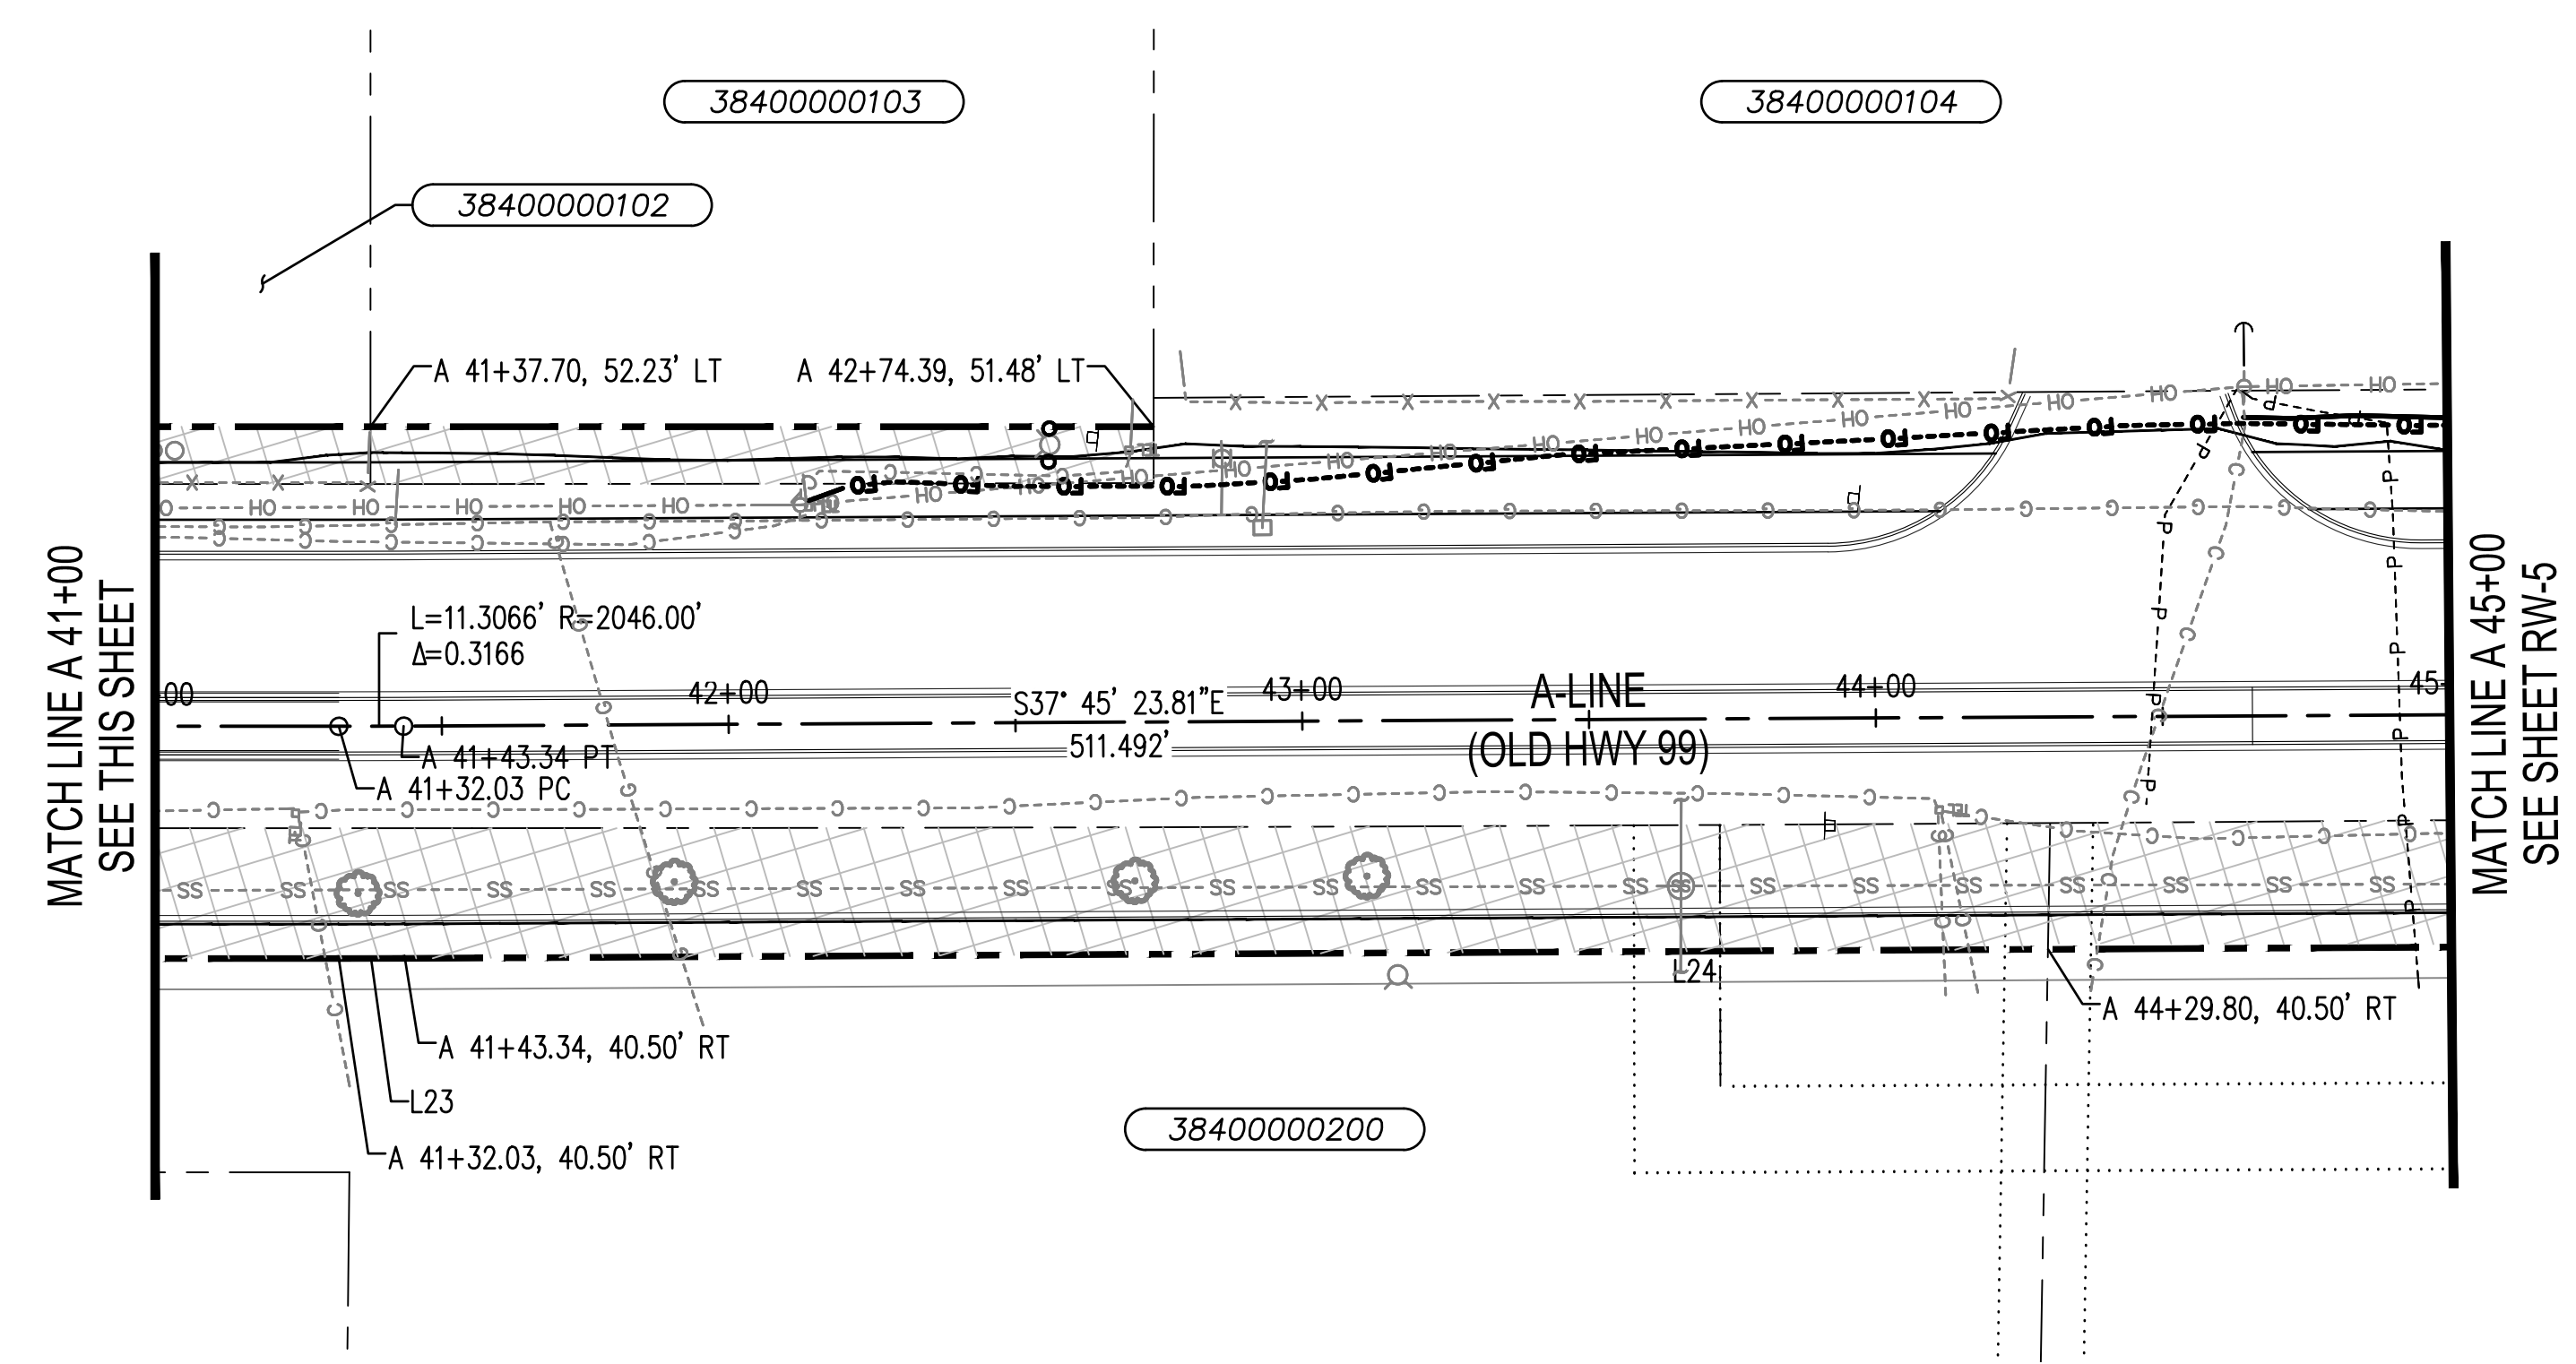 38400000103
38400000104
38400000102
A 41+37.70, 52.23' LT
A 42+74.39, 51.48' LT
MATCH LINE A 41+00
SEE THIS SHEET
L=11.3066' R=2046.00'
Δ=0.3166
00
42+00
S37° 45' 23.81"E
511.492'
43+00
A-LINE
(OLD HWY 99)
44+00
45+
A 41+43.34 PT
A 41+32.03 PC
MATCH LINE A 45+00
SEE SHEET RW-5
L24
A 44+29.80, 40.50' RT
A 41+43.34, 40.50' RT
L23
A 41+32.03, 40.50' RT
38400000200